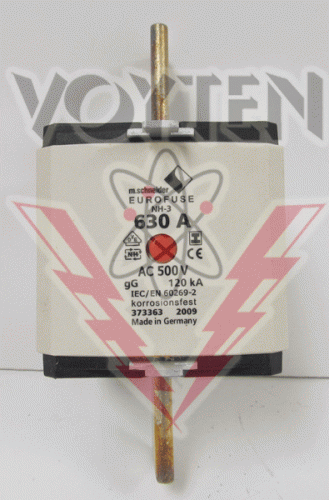 VOYTEN
m.schneider
EUROFUSE
NH-3
630 A
NH
AC 500 V
gG 120 kA
IEC/EN 60269-2
korrosionsfest
373363 2009
Made in Germany